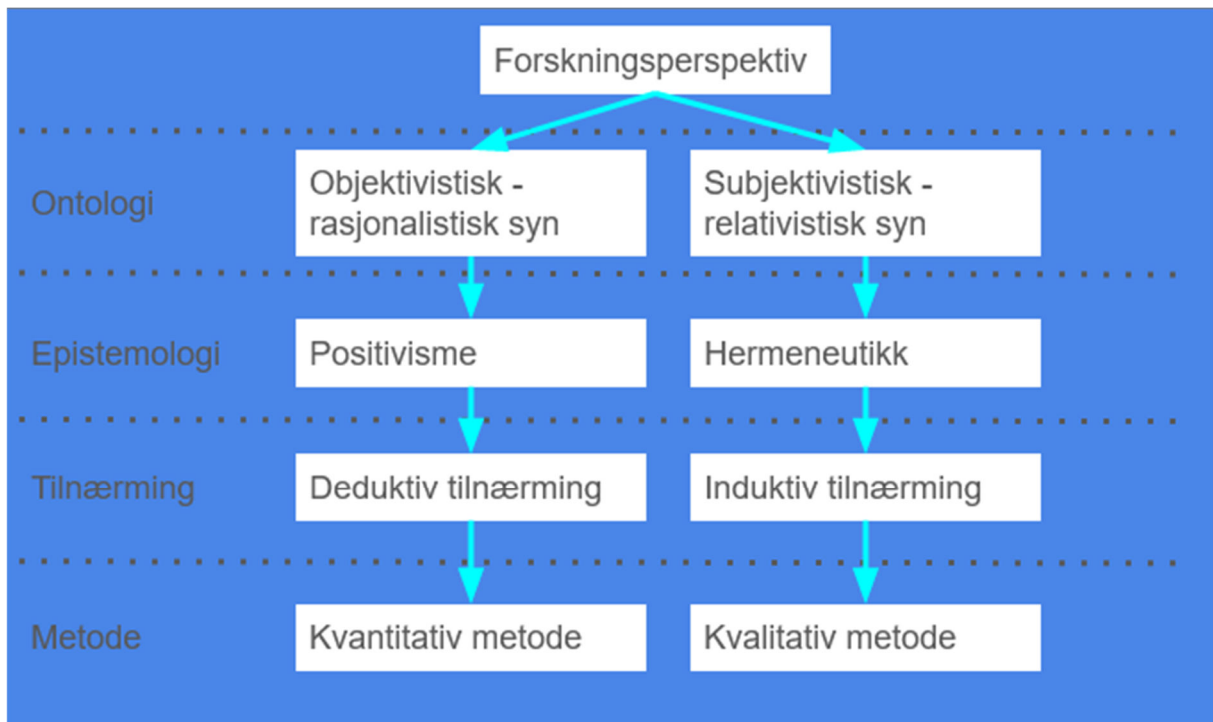 Forskningsperspektiv
Ontologi
Objektivistisk -
rasjonalistisk syn
Subjektivistisk -
relativistisk syn
Epistemologi
Positivisme
Hermeneutikk
Tilnærming
Deduktiv tilnærming
Induktiv tilnærming
Metode
Kvantitativ metode
Kvalitativ metode